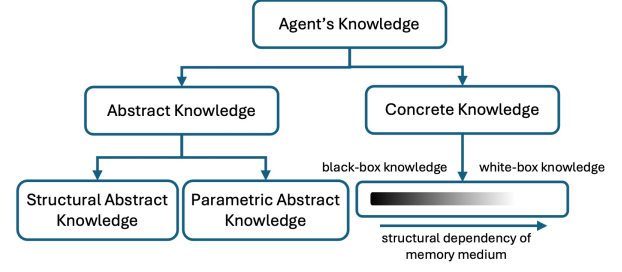 Agent's Knowledge
Abstract Knowledge
Concrete Knowledge
black-box knowledge
white-box knowledge
Structural Abstract
Knowledge
Parametric Abstract
Knowledge
structural dependency of
memory medium